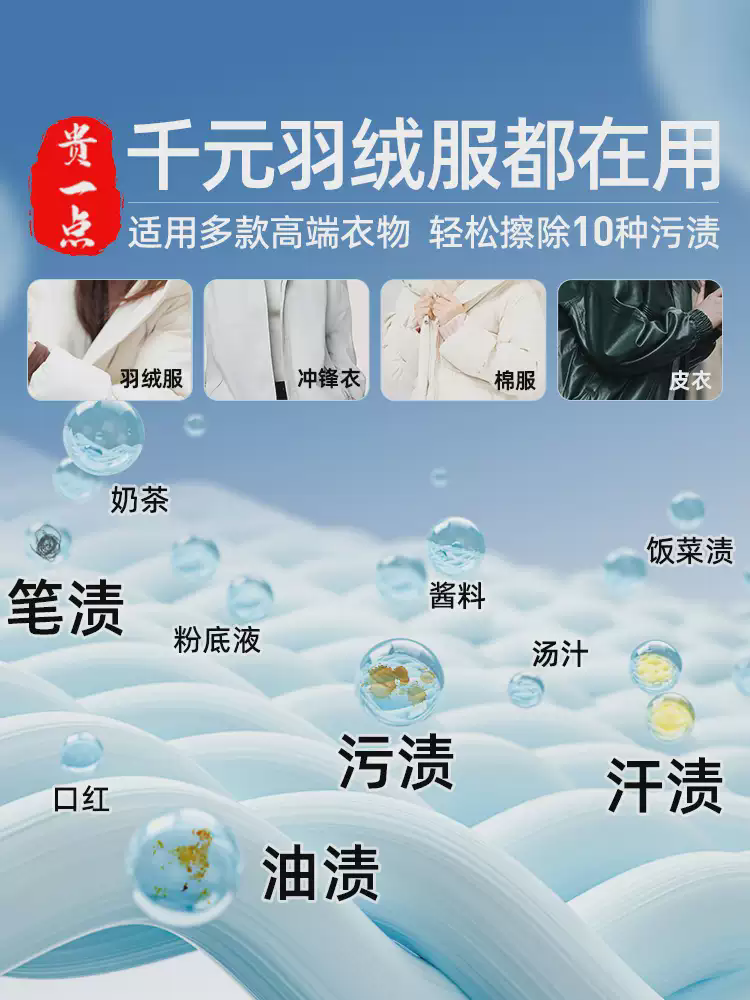 贵一点
千元羽绒服都在用
适用多款高端衣物 轻松擦除10种污渍
羽绒服
冲锋衣
棉服
皮衣
奶茶
饭菜渍
笔渍
酱料
粉底液
汤汁
污渍
汗渍
口红
油渍